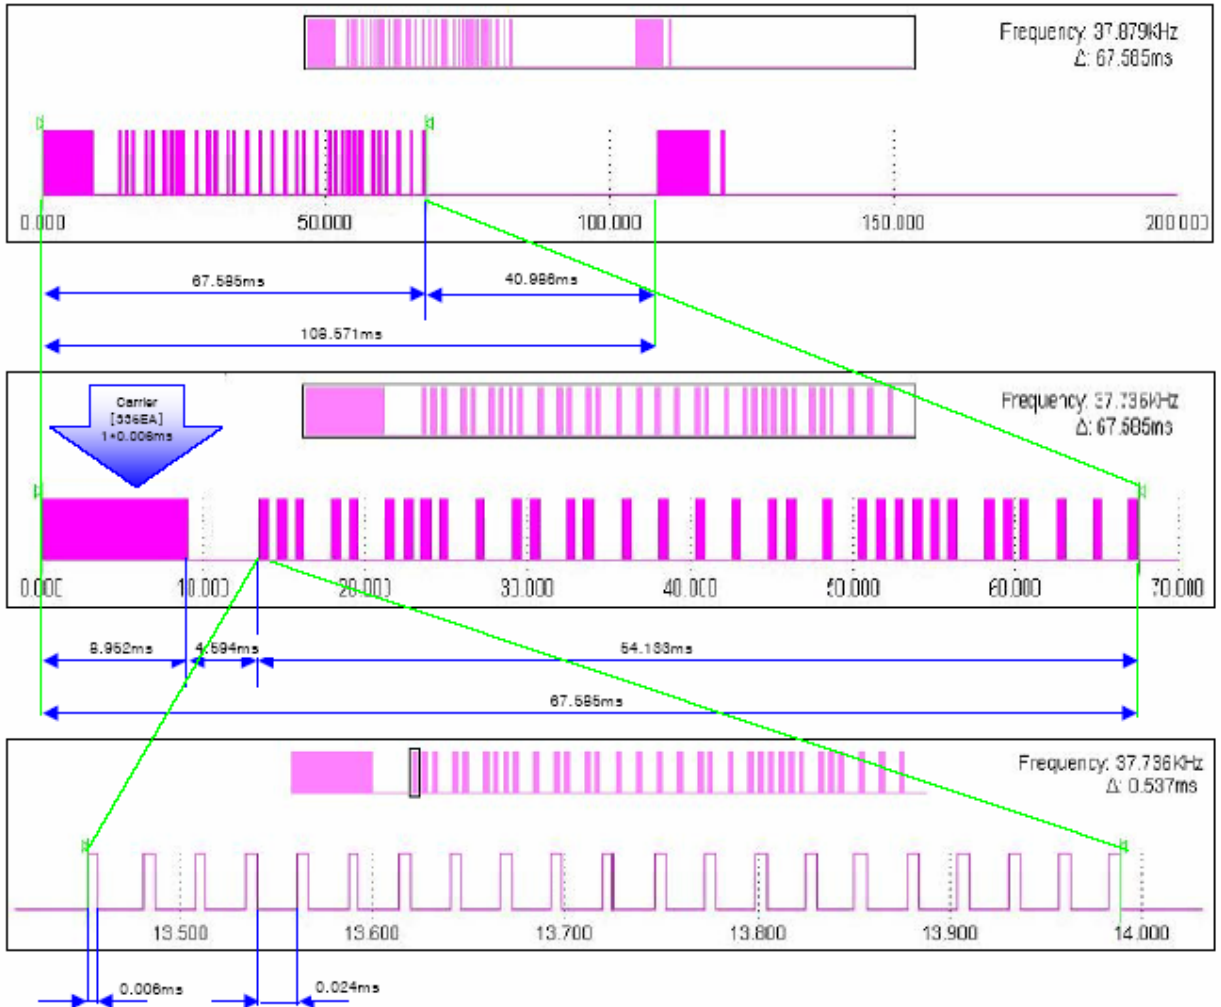 Frequency: 37.879KHz
Δ: 67.585ms
0.000 50.000 100.000 150.000 200.000
67.585ms 40.986ms
108.571ms
Carrier
1*0.006ms
Frequency: 37.736KHz
Δ: 67.585ms
0.000 10.000 20.000 30.000 40.000 50.000 60.000 70.000
8.952ms 4.594ms 54.133ms
67.585ms
Frequency: 37.736KHz
Δ: 0.537ms
13.500 13.600 13.700 13.800 13.900 14.000
0.006ms 0.024ms